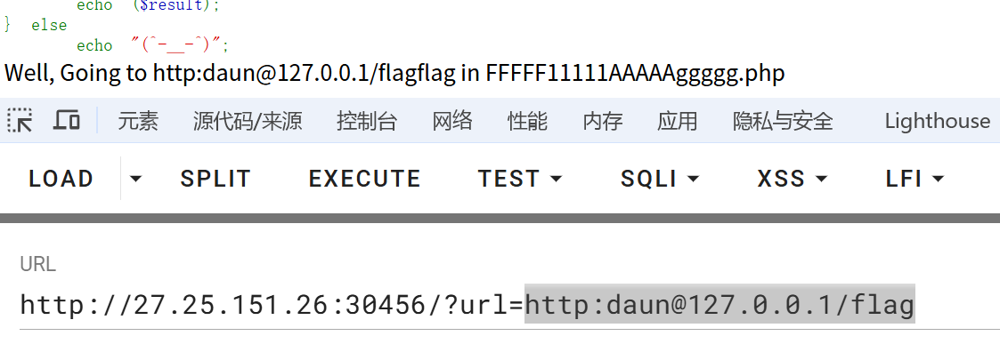 echo ($result);
} else
echo "(^-__-^)";
Well, Going to http:daun@127.0.0.1/flagflag in FFFFF11111AAAAAggggg.php
元素 源代码/来源 控制台 网络 性能 内存 应用 隐私与安全 Lighthouse
LOAD SPLIT EXECUTE TEST SQLI XSS LFI
URL
http://27.25.151.26:30456/?url=http:daun@127.0.0.1/flag